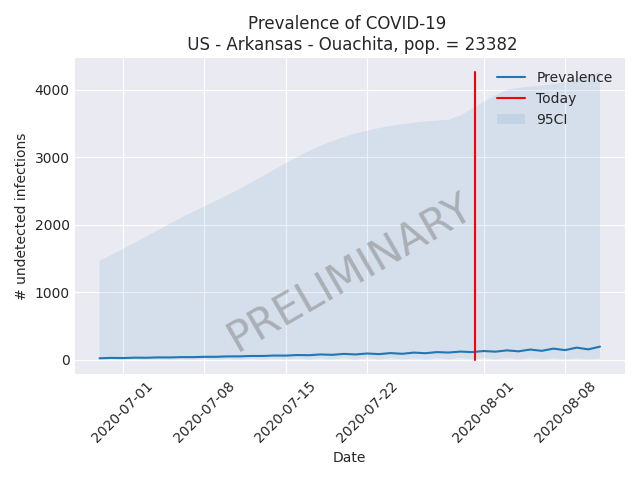 Prevalence of COVID-19
US - Arkansas - Ouachita, pop. = 23382
Prevalence
Today
95CI
# undetected infections
4000
3000
2000
1000
0
PRELIMINARY
2020-07-01
2020-07-08
2020-07-15
2020-07-22
2020-08-01
2020-08-08
Date